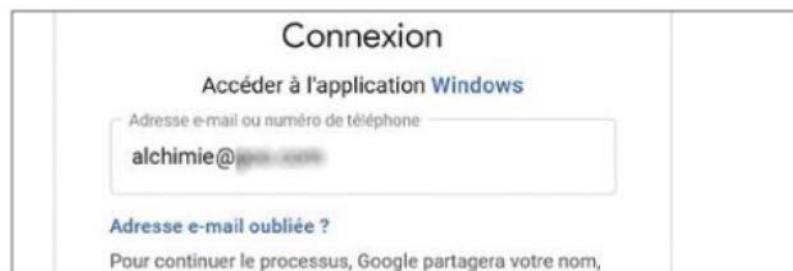 Connexion
Accéder à l'application Windows
Adresse e-mail ou numéro de téléphone
alchimie@
Adresse e-mail oubliée ?
Pour continuer le processus, Google partagera votre nom,